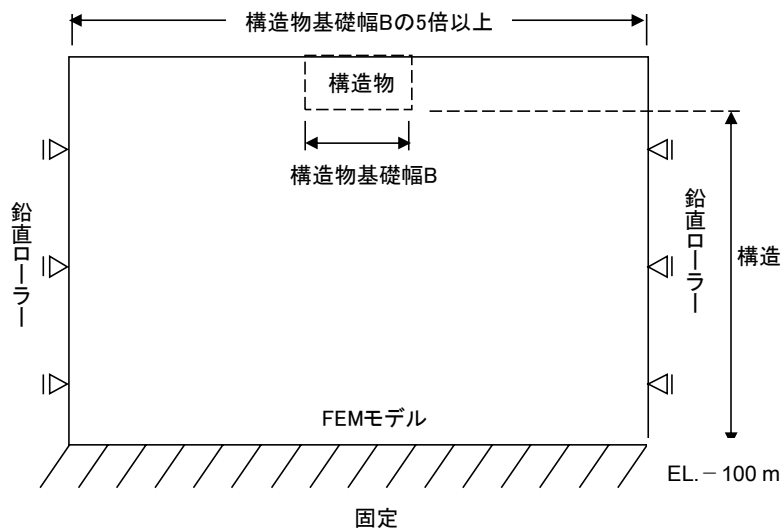 構造物基礎幅Bの5倍以上
構造物
構造物基礎幅B
鉛直ローラー
鉛直ローラー
構造
FEMモデル
EL.－100 m
固定